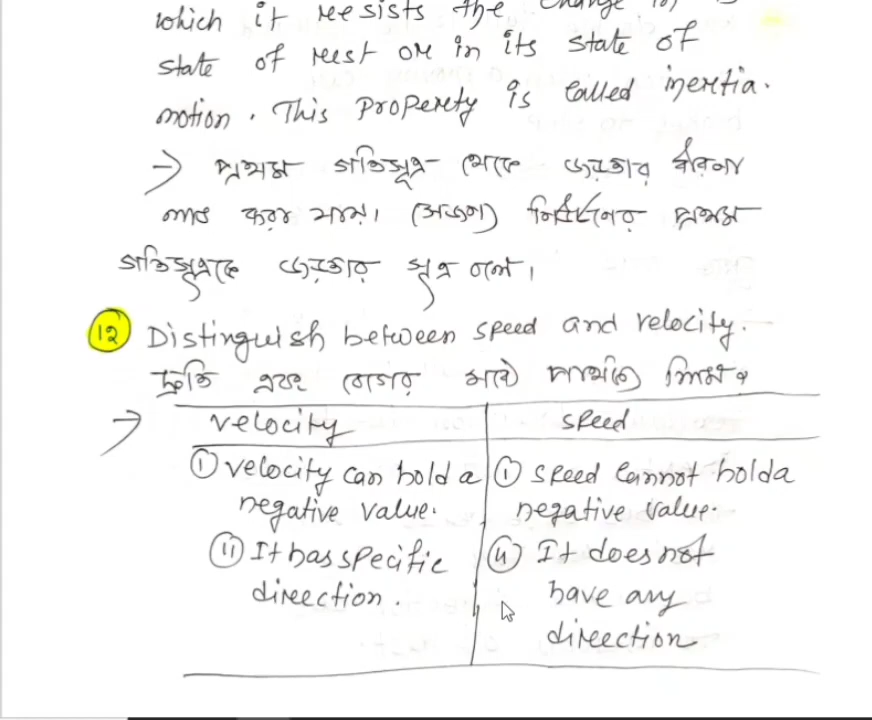 which it resists the change
state of rest or in its state of
motion. This property is called inertia.
→ প্রথম গতিসূত্র থেকে জড়তার ধারণা
লাভ করা যায়। (অথবা) নিউটনের প্রথম
গতিসূত্রকে জড়তার সূত্র বলে।
12 Distinguish between speed and velocity.
দ্রুতি এবং বেগের মধ্যে পার্থক্য লিখ।
→ velocity speed
(i) velocity can hold a (i) speed cannot hold a
negative value. negative value.
(ii) It has specific (ii) It does not
direction. have any
direction